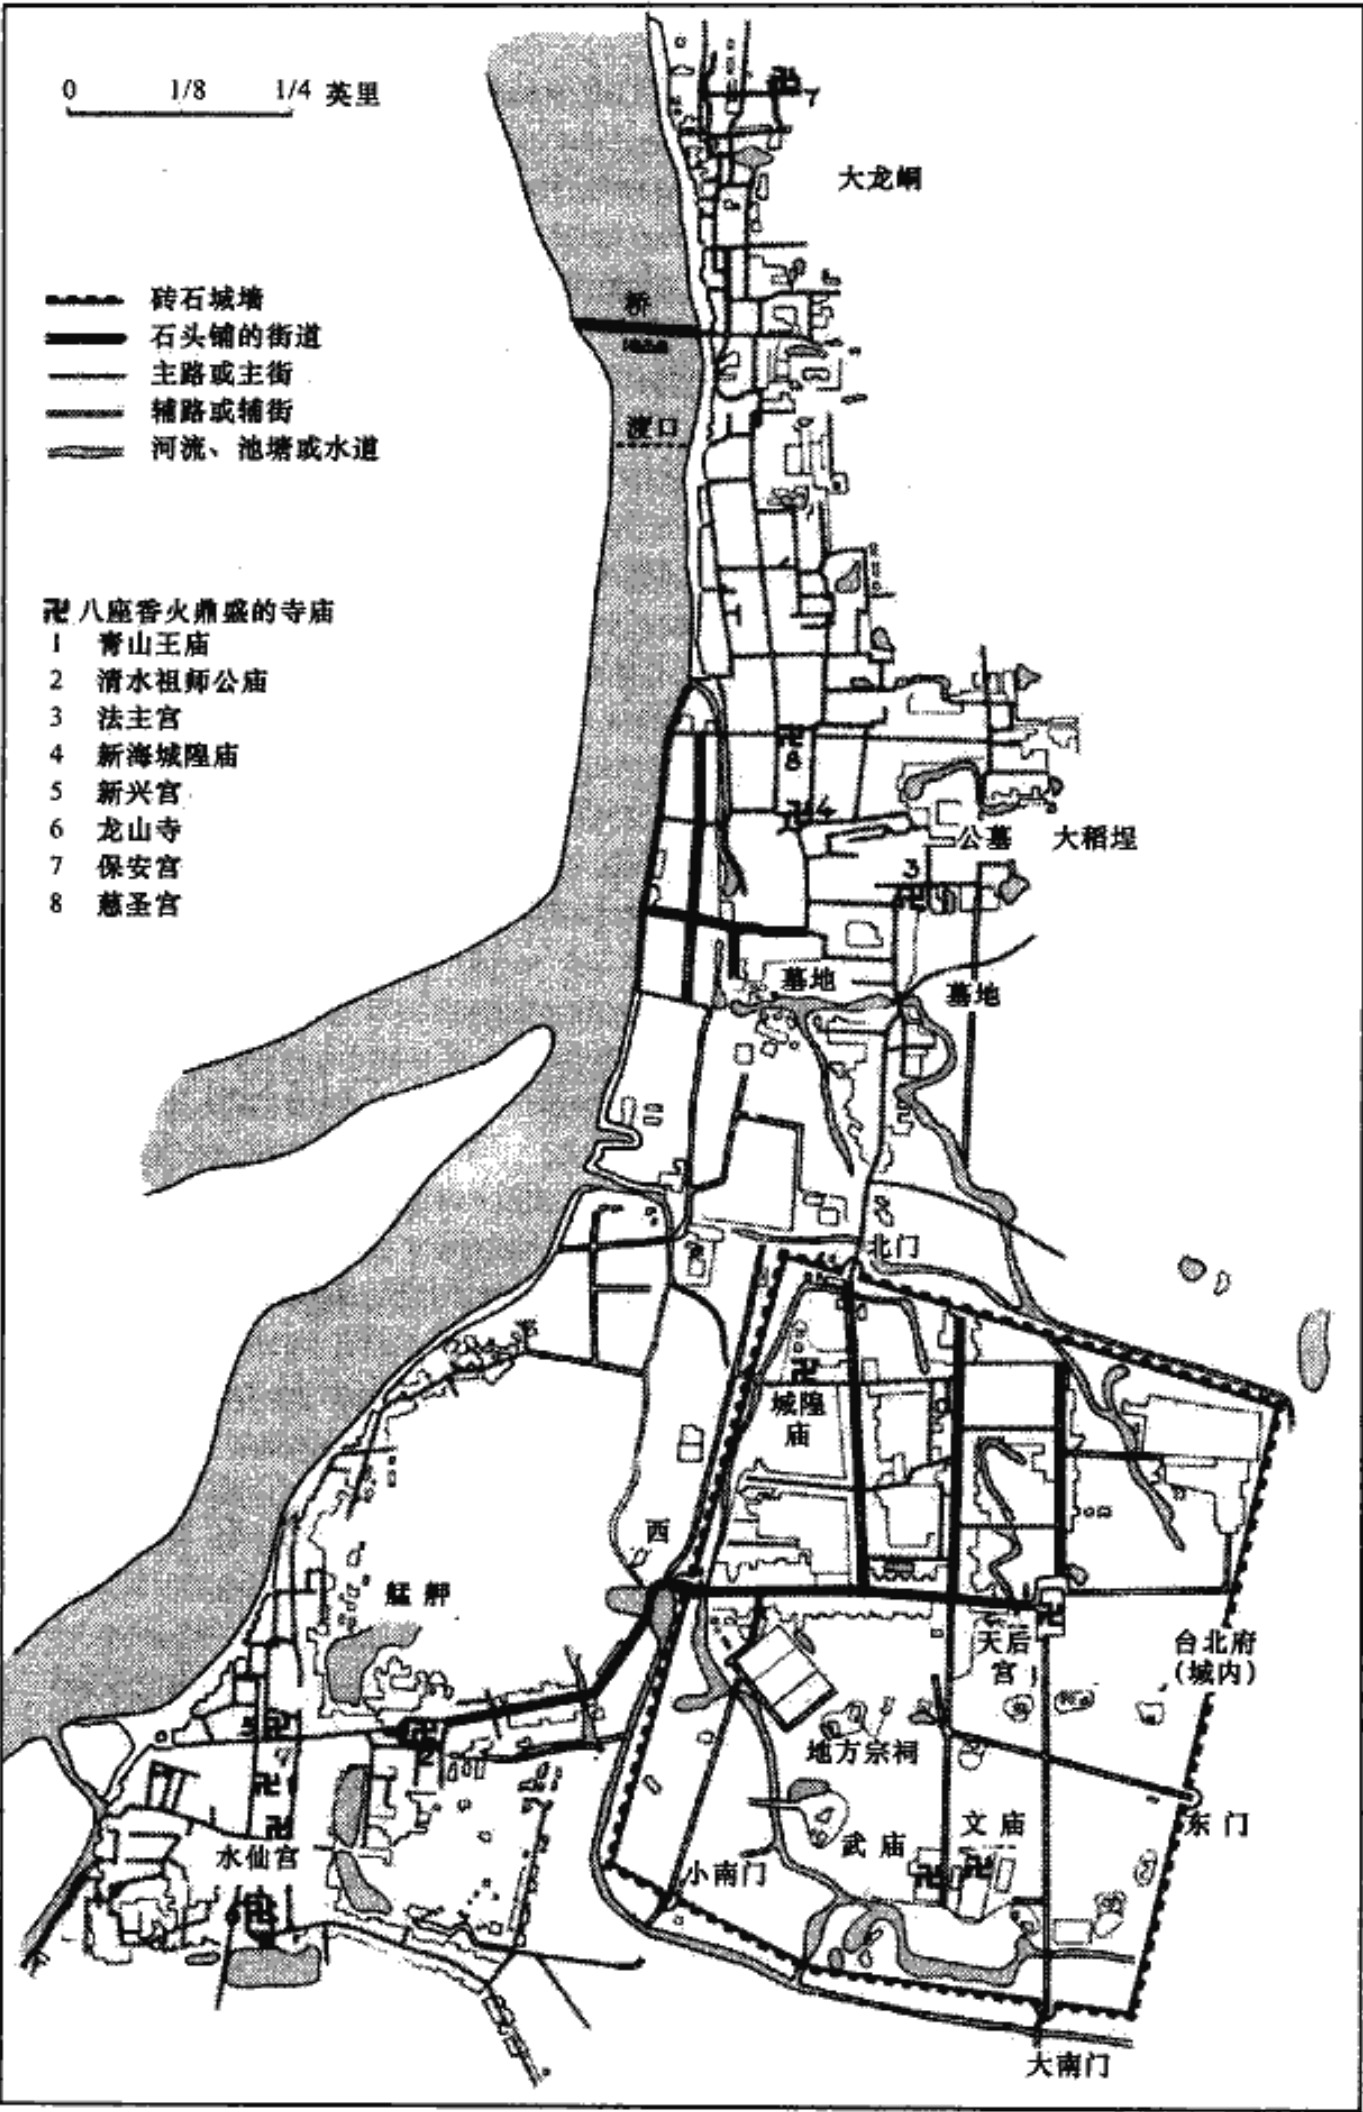 0 1/8 1/4 英里
砖石城墙
石头铺的街道
主路或主街
辅路或辅街
河流、池塘或水道
卍 八座香火鼎盛的寺庙
1 青山王庙
2 清水祖师公庙
3 法主宫
4 新海城隍庙
5 新兴宫
6 龙山寺
7 保安宫
8 慈圣宫
7
大龙峒
桥
渡口
8
4
公墓
大稻埕
3
墓地
墓地
北门
城隍
庙
西
艋舺
天后
宫
台北府
(城内)
5
2
地方宗祠
1
文庙
东门
武庙
水仙宫
小南门
大南门